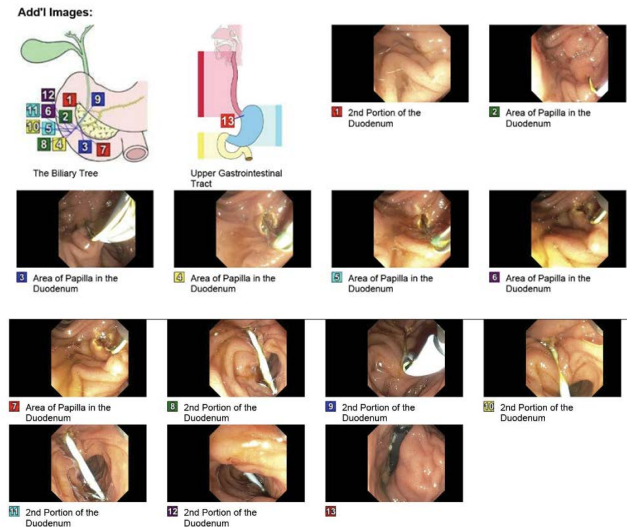 Add'l Images:
12
1
9
11
6
2
10
5
8
4
3
7
The Biliary Tree
13
Upper Gastrointestinal
Tract
1 2nd Portion of the
Duodenum
2 Area of Papilla in the
Duodenum
3 Area of Papilla in the
Duodenum
4 Area of Papilla in the
Duodenum
5 Area of Papilla in the
Duodenum
6 Area of Papilla in the
Duodenum
7 Area of Papilla in the
Duodenum
8 2nd Portion of the
Duodenum
9 2nd Portion of the
Duodenum
10 2nd Portion of the
Duodenum
11 2nd Portion of the
Duodenum
12 2nd Portion of the
Duodenum
13